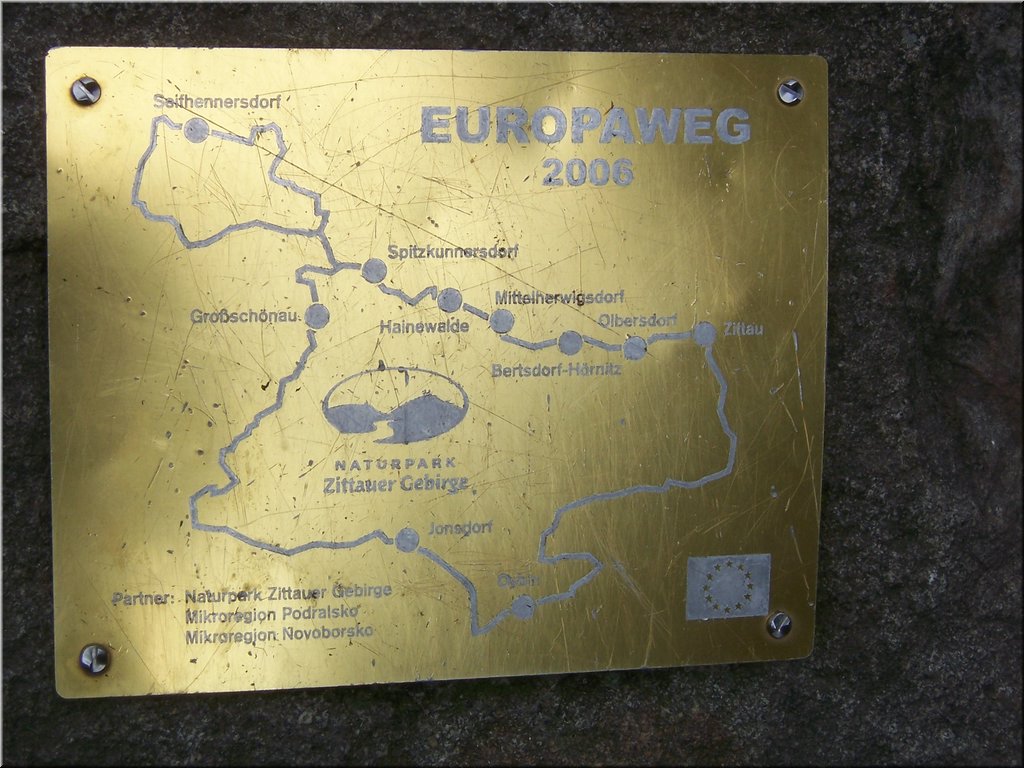 EUROPAWEG
2006
Seifhennersdorf
Spitzkunnersdorf
Großschönau
Hainewalde
Mittelherwigsdorf
Olbersdorf
Zittau
Bertsdorf-Hörnitz
NATURPARK
Zittauer Gebirge
Jonsdorf
Oybin
Partner: Naturpark Zittauer Gebirge
Mikroregion Podralsko
Mikroregion Novoborsko